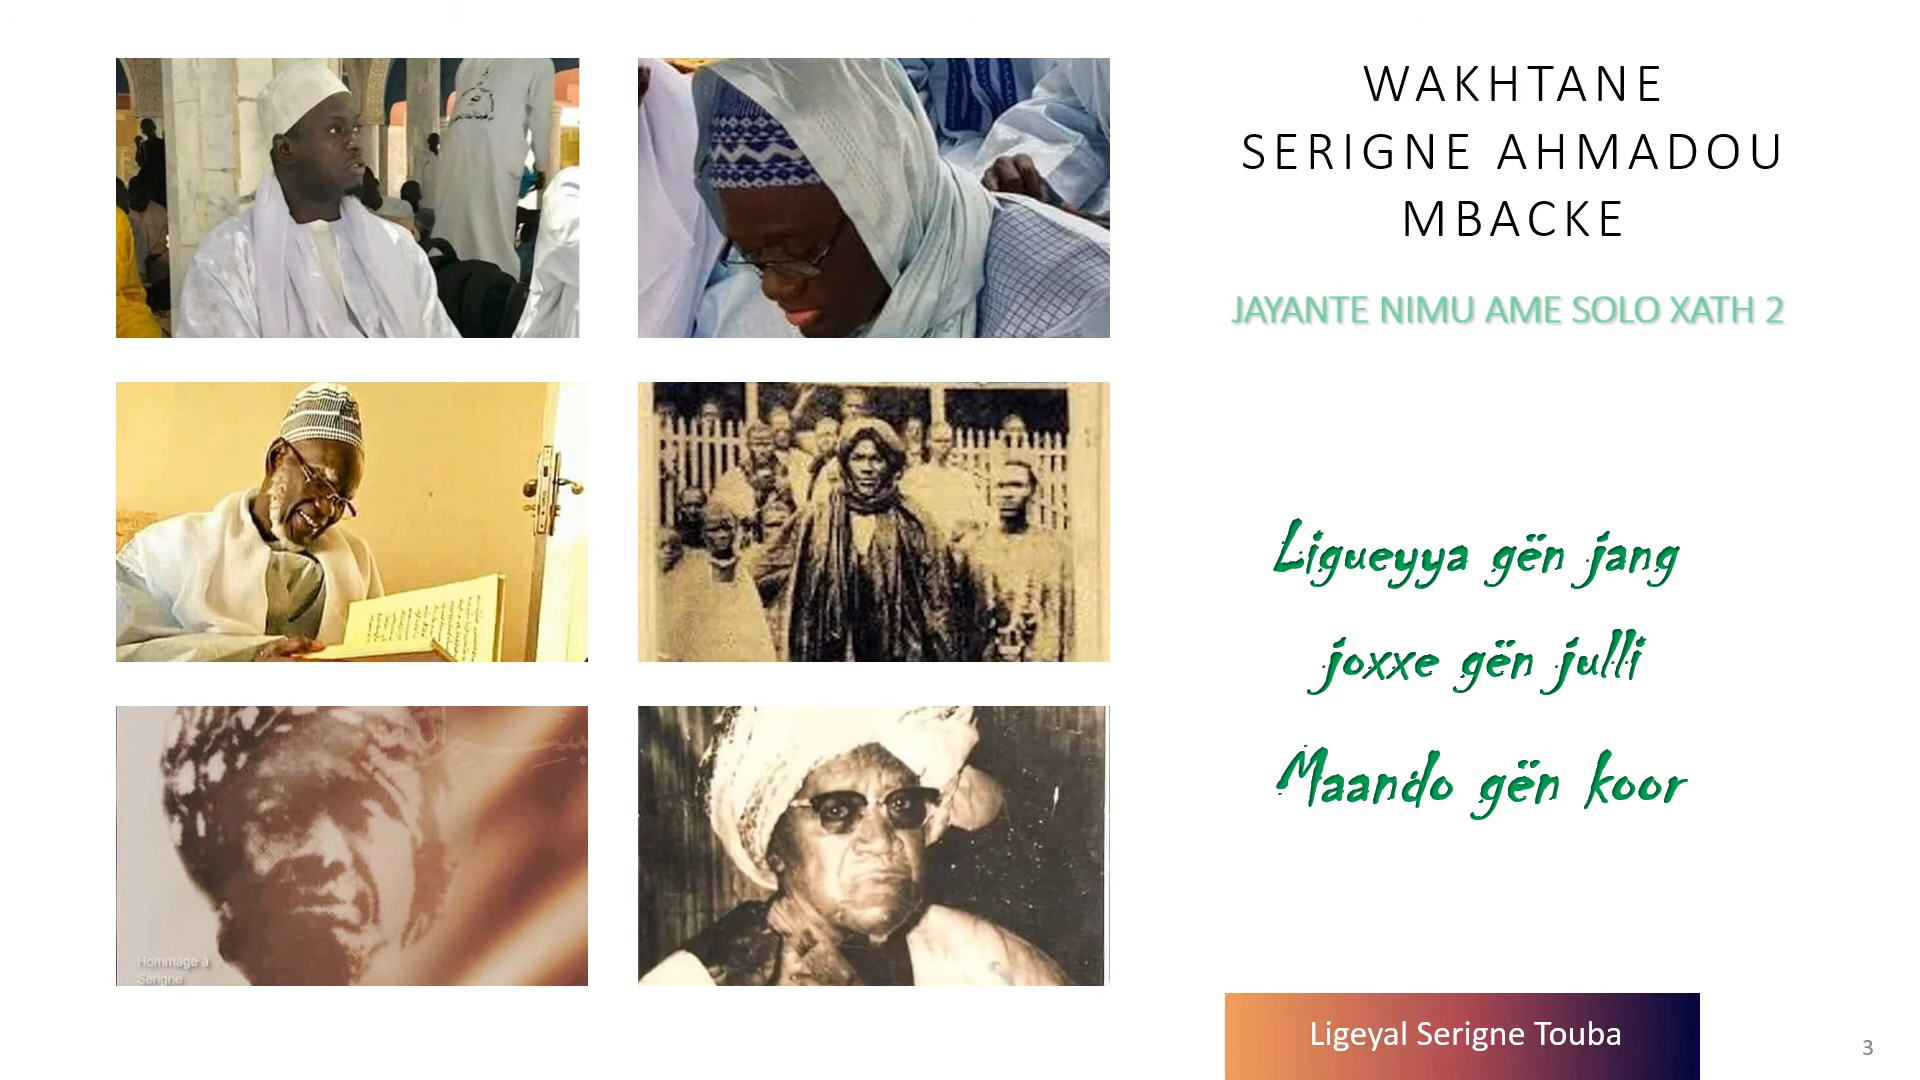 WAKHTANE
SERIGNE AHMADOU
MBACKE
JAYANTE NIMU AME SOLO XATH 2
Ligueyya gën jang
joxxe gën julli
Maando gën koor
Hommage à
Serigne
Ligeyal Serigne Touba
3